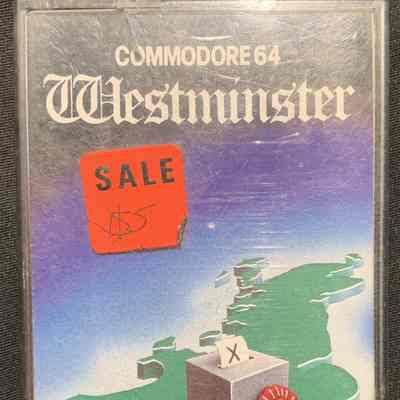 COMMODORE 64
Westminster
SALE
$5
X